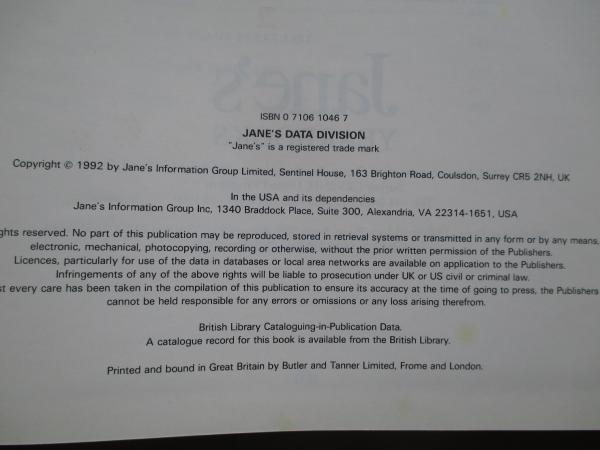 ISBN 0 7106 1046 7
JANE'S DATA DIVISION
"Jane's" is a registered trade mark
Copyright © 1992 by Jane's Information Group Limited, Sentinel House, 163 Brighton Road, Coulsdon, Surrey CR5 2NH, UK
In the USA and its dependencies
Jane's Information Group Inc, 1340 Braddock Place, Suite 300, Alexandria, VA 22314-1651, USA
ghts reserved. No part of this publication may be reproduced, stored in retrieval systems or transmitted in any form or by any means,
electronic, mechanical, photocopying, recording or otherwise, without the prior written permission of the Publishers.
Licences, particularly for use of the data in databases or local area networks are available on application to the Publishers.
Infringements of any of the above rights will be liable to prosecution under UK or US civil or criminal law.
st every care has been taken in the compilation of this publication to ensure its accuracy at the time of going to press, the Publishers
cannot be held responsible for any errors or omissions or any loss arising therefrom.
British Library Cataloguing-in-Publication Data.
A catalogue record for this book is available from the British Library.
Printed and bound in Great Britain by Butler and Tanner Limited, Frome and London.